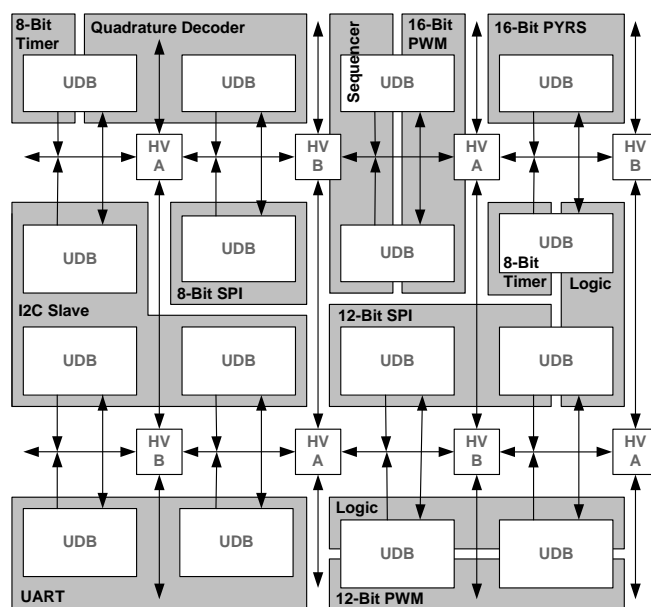 8-Bit
Timer
Quadrature Decoder
Sequencer
16-Bit
PWM
16-Bit PYRS
UDB
UDB
UDB
UDB
HV
A
HV
B
HV
A
HV
B
UDB
UDB
UDB
UDB
8-Bit
Timer
Logic
8-Bit SPI
I2C Slave
12-Bit SPI
UDB
UDB
UDB
UDB
HV
B
HV
A
HV
B
HV
A
Logic
UDB
UDB
UDB
UDB
UART
12-Bit PWM